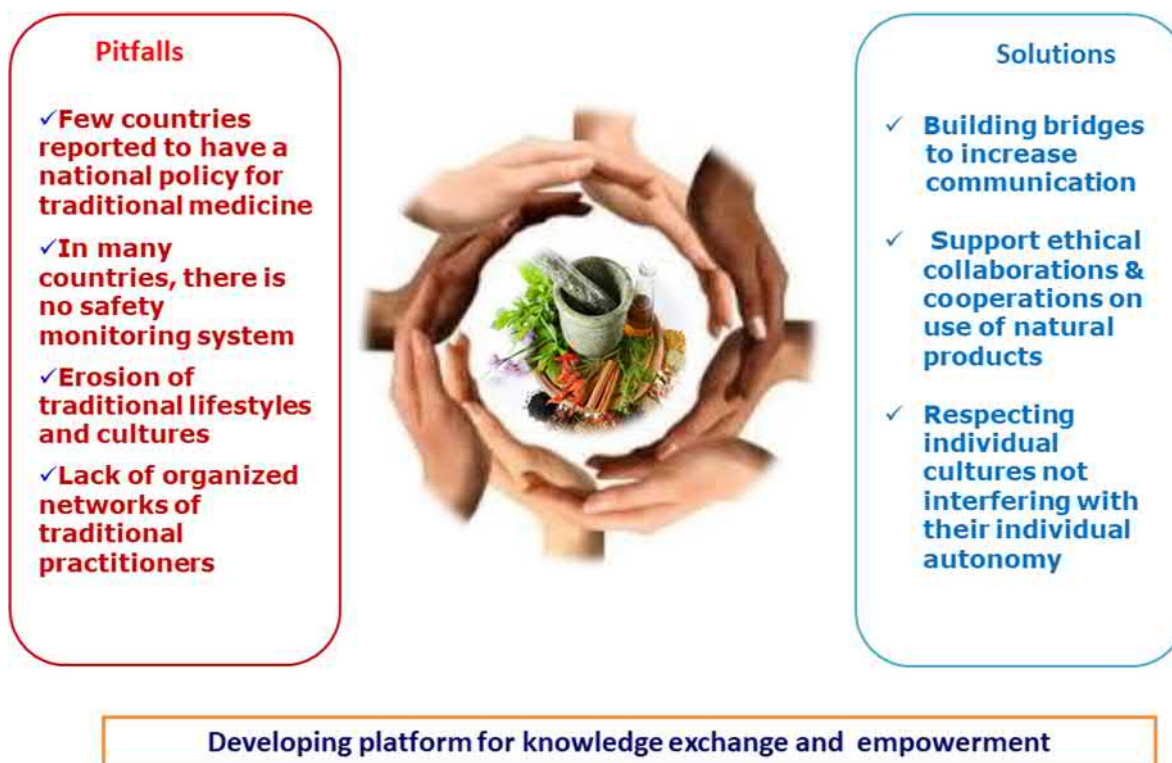 Pitfalls
✓Few countries
reported to have a
national policy for
traditional medicine
✓In many
countries, there is
no safety
monitoring system
✓Erosion of
traditional lifestyles
and cultures
✓Lack of organized
networks of
traditional
practitioners
Solutions
✓ Building bridges
to increase
communication
✓ Support ethical
collaborations &
cooperations on
use of natural
products
✓ Respecting
individual
cultures not
interfering with
their individual
autonomy
Developing platform for knowledge exchange and empowerment